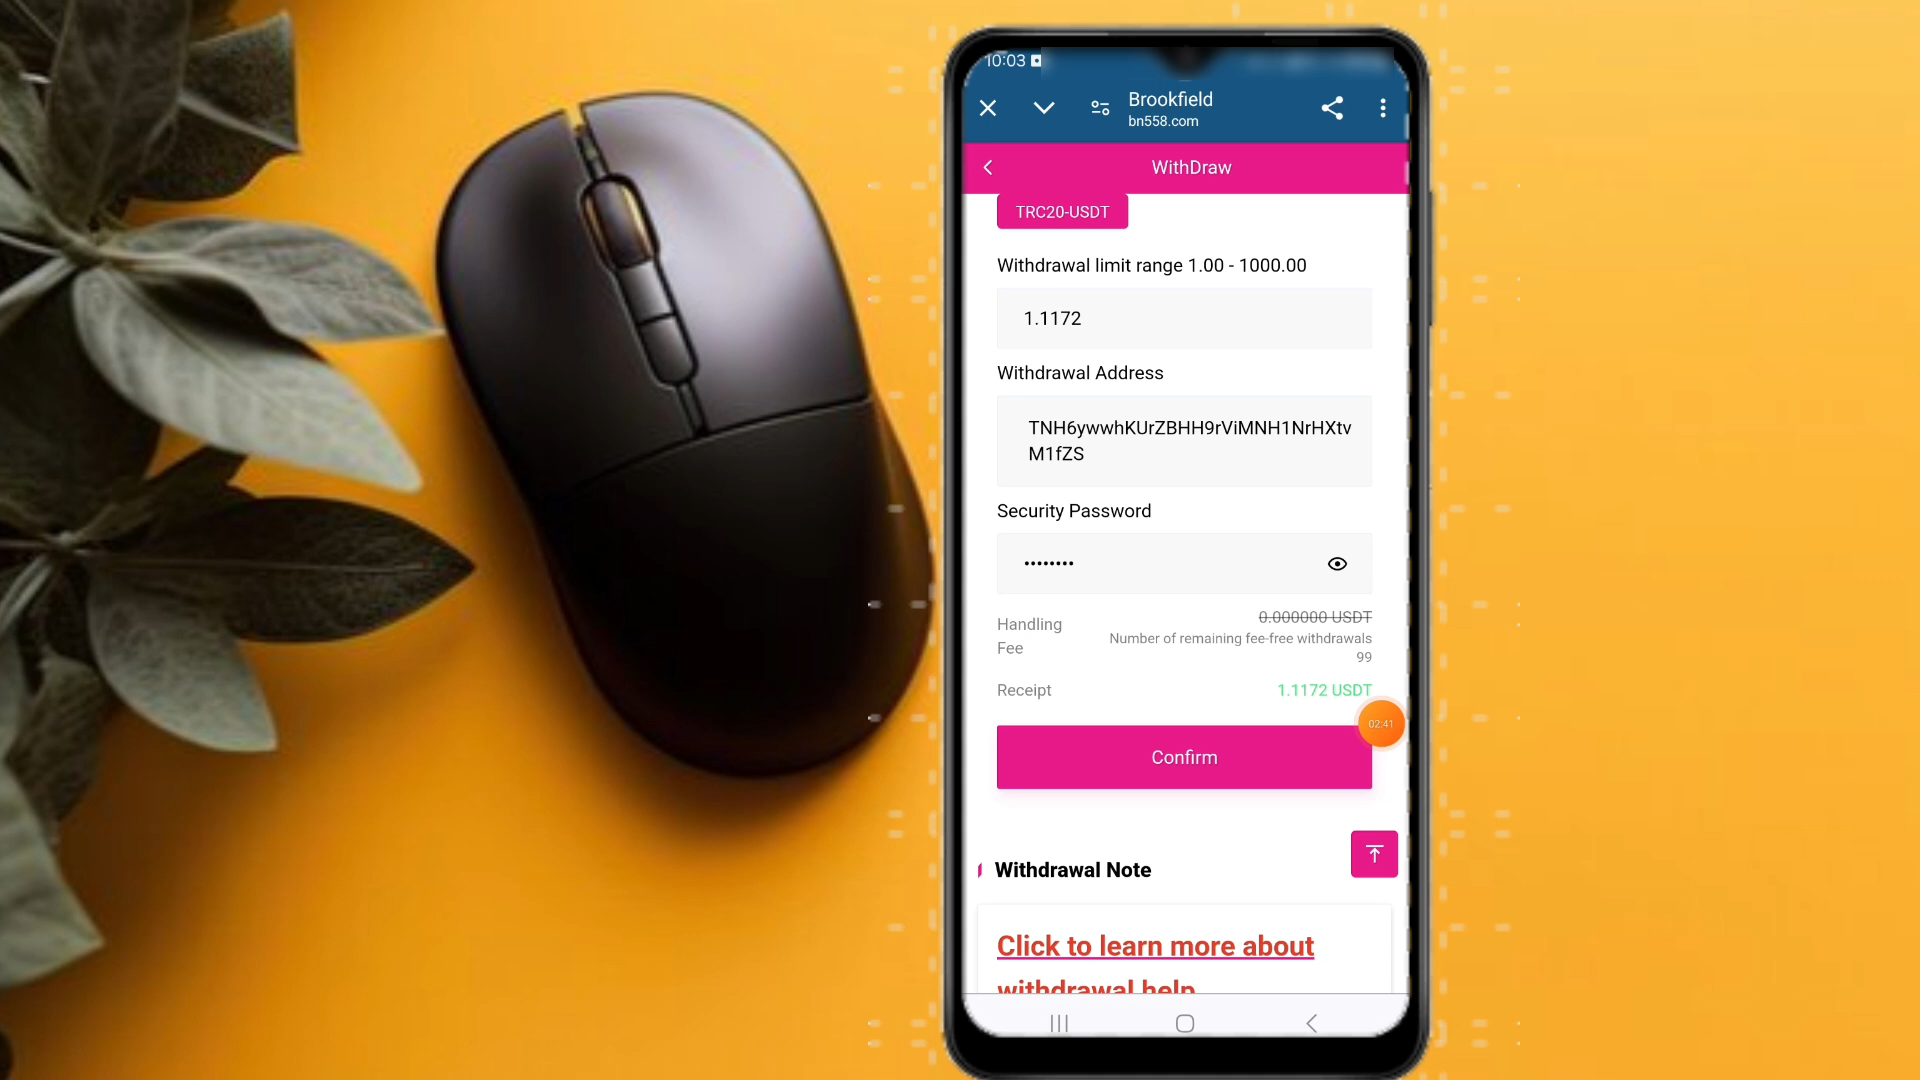 10:03
Brookfield
bn558.com
WithDraw
TRC20-USDT
Withdrawal limit range 1.00 - 1000.00
1.1172
Withdrawal Address
TNH6ywwhKUrZBHH9rViMNH1NrHXtv
M1fZS
Security Password
Handling
Fee
0.000000 USDT
Number of remaining fee-free withdrawals
99
Receipt
1.1172 USDT
02:41
Confirm
Withdrawal Note
Click to learn more about
withdrawal help